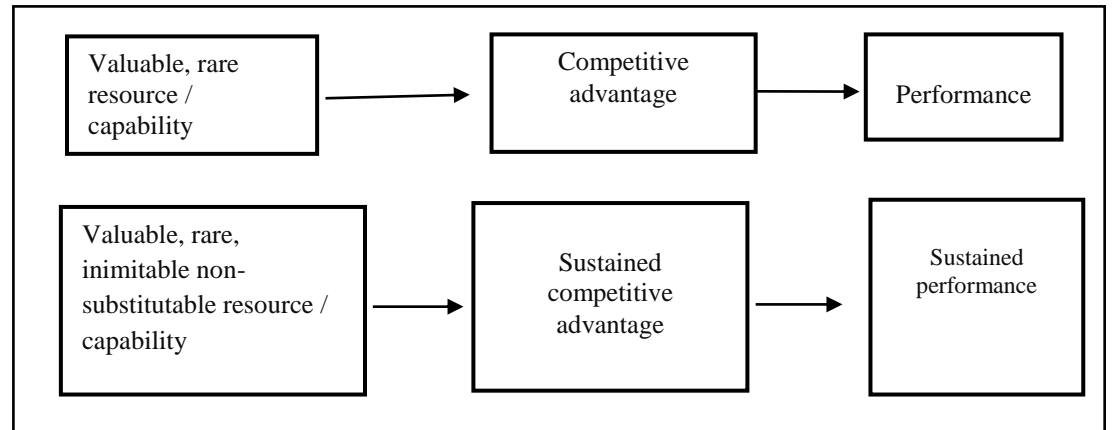 Valuable, rare
resource /
capability
Competitive
advantage
Performance
Valuable, rare,
inimitable non-
substitutable resource /
capability
Sustained
competitive
advantage
Sustained
performance